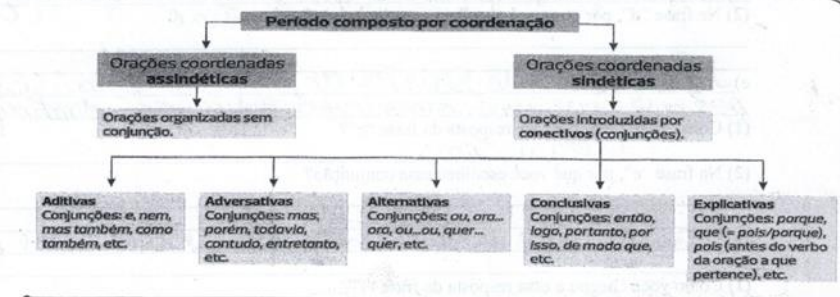 Período composto por coordenação
Orações coordenadas
assindéticas
Orações coordenadas
sindéticas
Orações organizadas sem
conjunção.
Orações introduzidas por
conectivos (conjunções).
Aditivas
Conjunções: e, nem,
mas também, como
também, etc.
Adversativas
Conjunções: mas,
porém, todavia,
contudo, entretanto,
etc.
Alternativas
Conjunções: ou, ora...
ora, ou...ou, quer...
quer, etc.
Conclusivas
Conjunções: então,
logo, portanto, por
isso, de modo que,
etc.
Explicativas
Conjunções: porque,
que (= pois/porque),
pois (antes do verbo
da oração a que
pertence), etc.